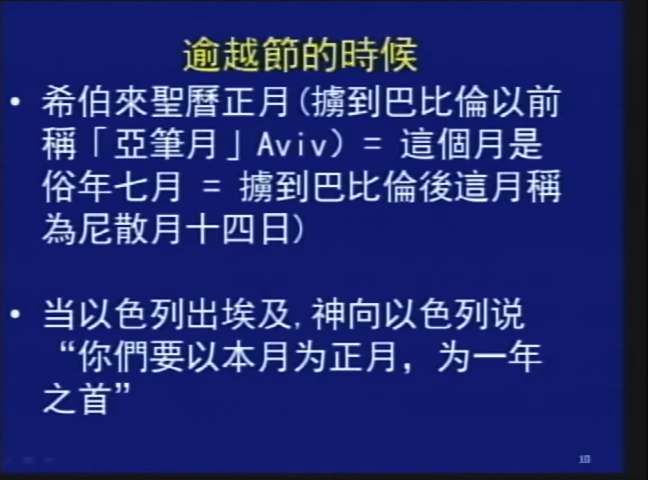 逾越節的時候
• 希伯來聖曆正月(擄到巴比倫以前
稱「亞筆月」Aviv) = 這個月是
俗年七月 = 擄到巴比倫後這月稱
為尼散月十四日)
• 当以色列出埃及,神向以色列说
“你們要以本月为正月，为一年
之首”
10